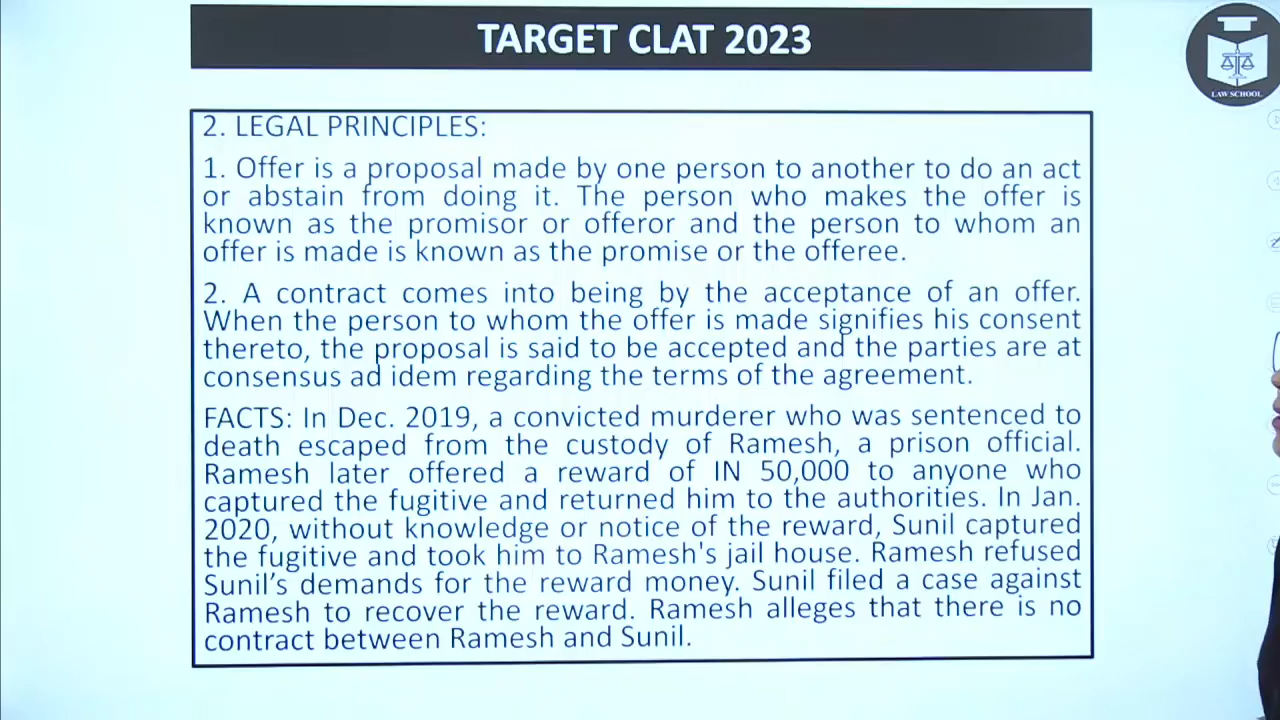 TARGET CLAT 2023
LAW SCHOOL
2. LEGAL PRINCIPLES:
1. Offer is a proposal made by one person to another to do an act
or abstain from doing it. The person who makes the offer is
known as the promisor or offeror and the person to whom an
offer is made is known as the promise or the offeree.
2. A contract comes into being by the acceptance of an offer.
When the person to whom the offer is made signifies his consent
thereto, the proposal is said to be accepted and the parties are at
consensus ad idem regarding the terms of the agreement.
FACTS: In Dec. 2019, a convicted murderer who was sentenced to
death escaped from the custody of Ramesh, a prison official.
Ramesh later offered a reward of IN 50,000 to anyone who
captured the fugitive and returned him to the authorities. In Jan.
2020, without knowledge or notice of the reward, Sunil captured
the fugitive and took him to Ramesh's jail house. Ramesh refused
Sunil’s demands for the reward money. Sunil filed a case against
Ramesh to recover the reward. Ramesh alleges that there is no
contract between Ramesh and Sunil.